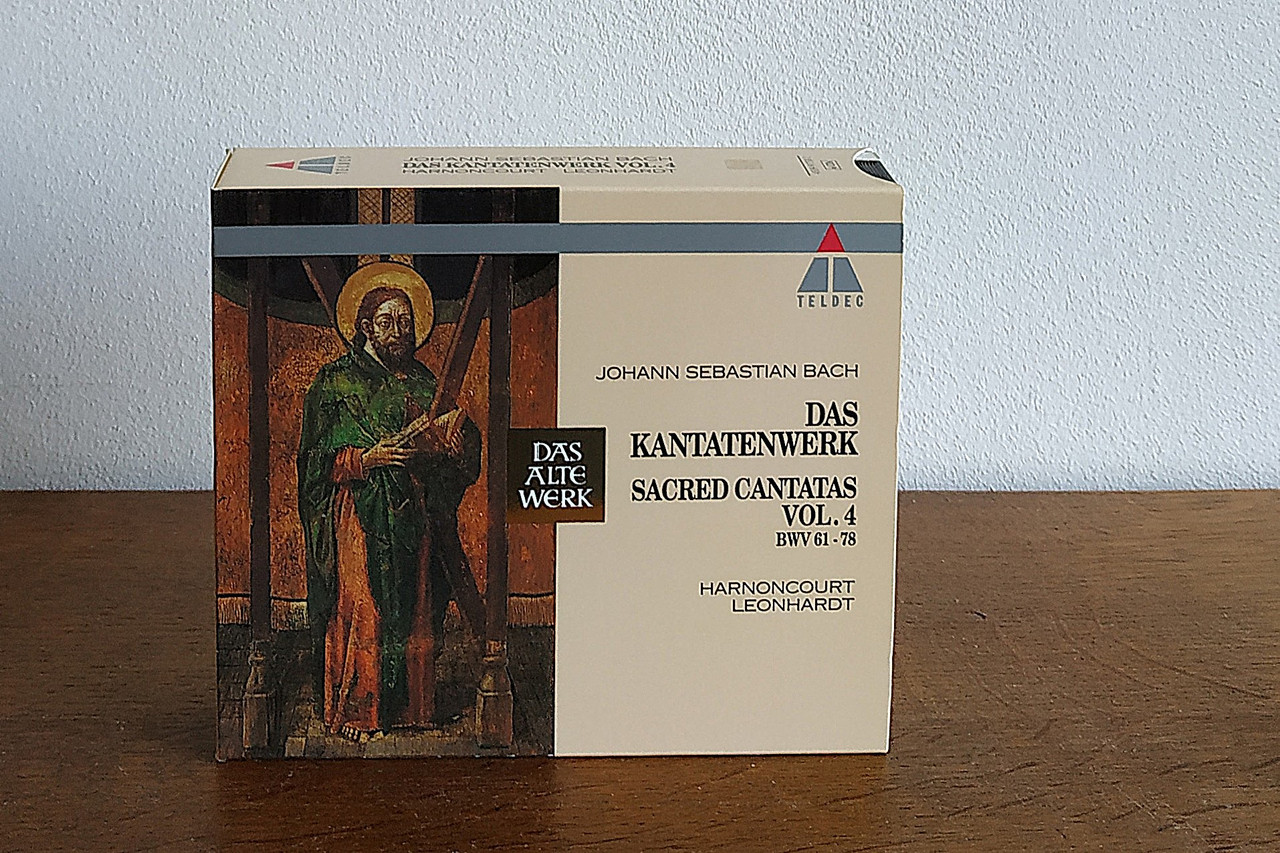 TELDEC
JOHANN SEBASTIAN BACH
DAS KANTATENWERK VOL. 4
HARNONCOURT LEONHARDT
TELDEC
JOHANN SEBASTIAN BACH
DAS
KANTATENWERK
SACRED CANTATAS
VOL. 4
BWV 61 - 78
HARNONCOURT
LEONHARDT
DAS
ALTE
WERK